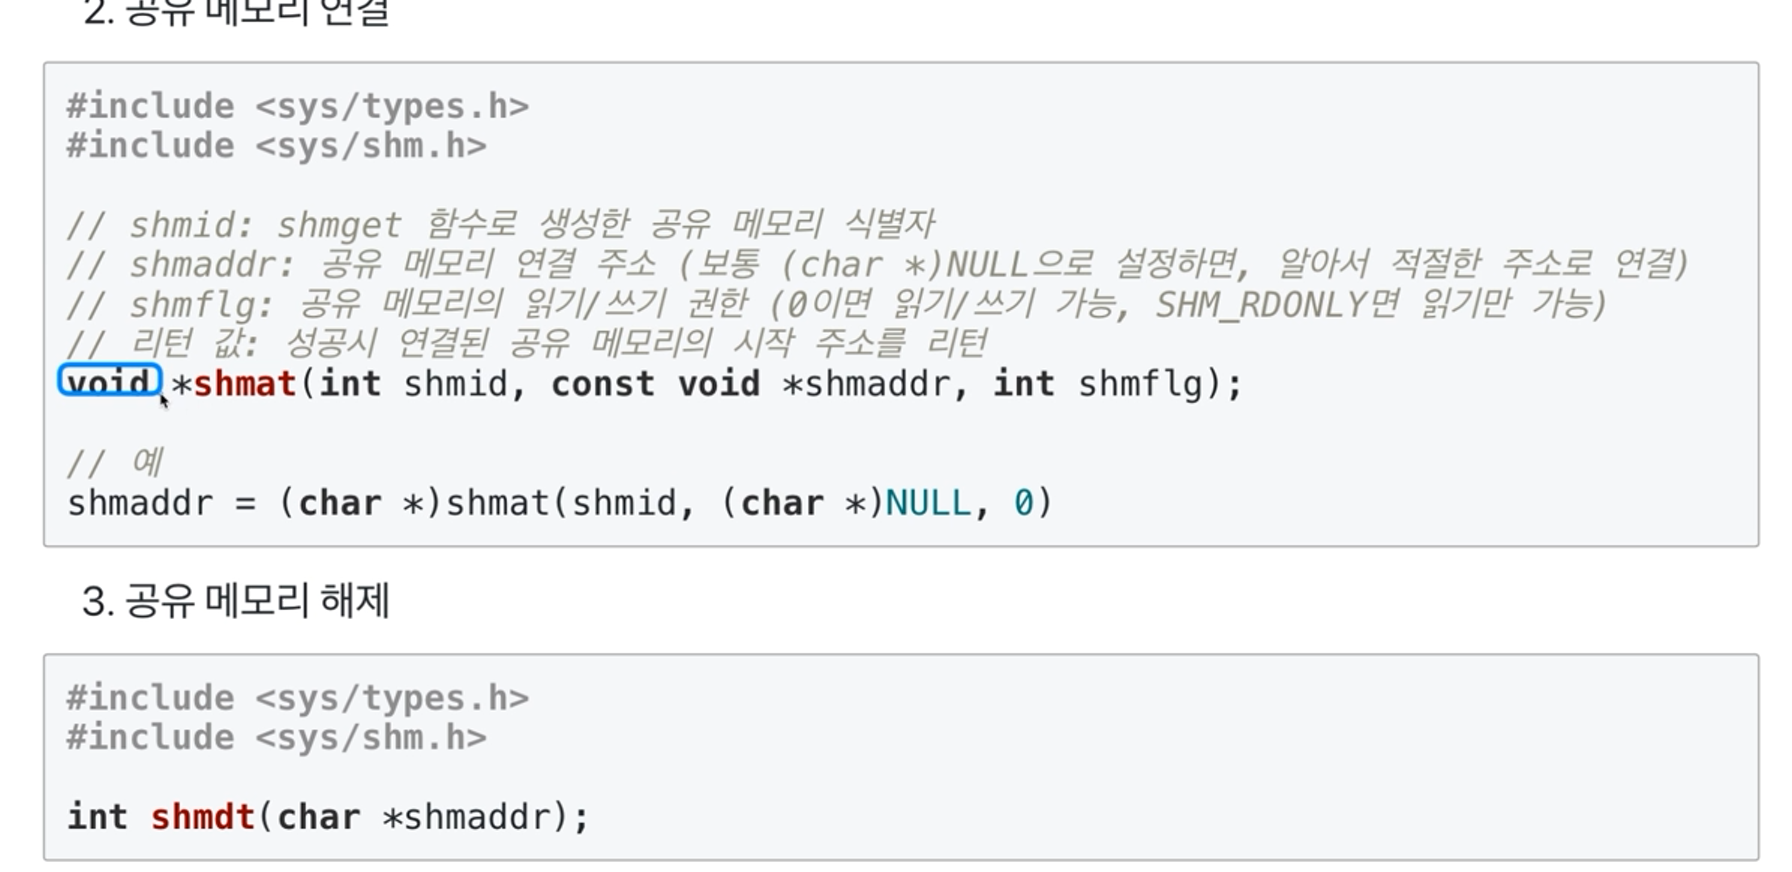 2. 공유 메모리 연결
#include <sys/types.h>
#include <sys/shm.h>
// shmid: shmget 함수로 생성한 공유 메모리 식별자
// shmaddr: 공유 메모리 연결 주소 (보통 (char *)NULL으로 설정하면, 알아서 적절한 주소로 연결)
// shmflg: 공유 메모리의 읽기/쓰기 권한 (0이면 읽기/쓰기 가능, SHM_RDONLY면 읽기만 가능)
// 리턴 값: 성공시 연결된 공유 메모리의 시작 주소를 리턴
void *shmat(int shmid, const void *shmaddr, int shmflg);
// 예
shmaddr = (char *)shmat(shmid, (char *)NULL, 0)
3. 공유 메모리 해제
#include <sys/types.h>
#include <sys/shm.h>
int shmdt(char *shmaddr);